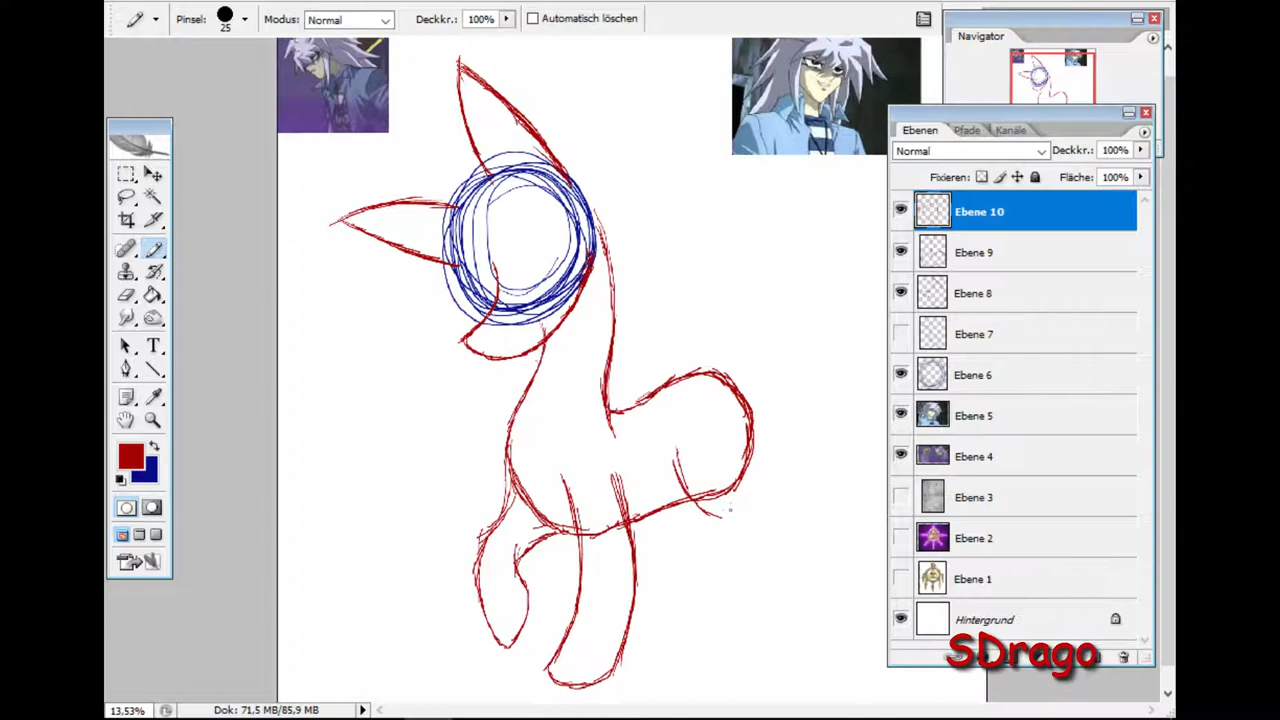 Pinsel: 25 Modus: Normal Deckkr.: 100% Automatisch löschen
Navigator
Ebenen Pfade Kanäle
Normal Deckkr.: 100%
Fixieren: Fläche: 100%
Ebene 10
Ebene 9
Ebene 8
Ebene 7
Ebene 6
Ebene 5
Ebene 4
Ebene 3
Ebene 2
Ebene 1
Hintergrund
SDrago
13,53% Dok: 71,5 MB/85,9 MB